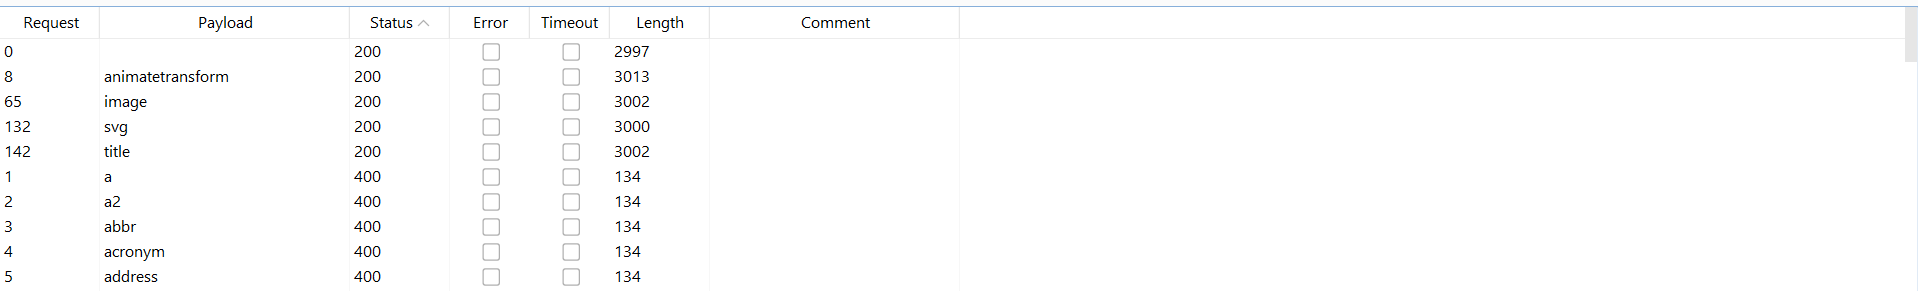 Request Payload Status Error Timeout Length Comment
0 200 2997
8 animatetransform 200 3013
65 image 200 3002
132 svg 200 3000
142 title 200 3002
1 a 400 134
2 a2 400 134
3 abbr 400 134
4 acronym 400 134
5 address 400 134